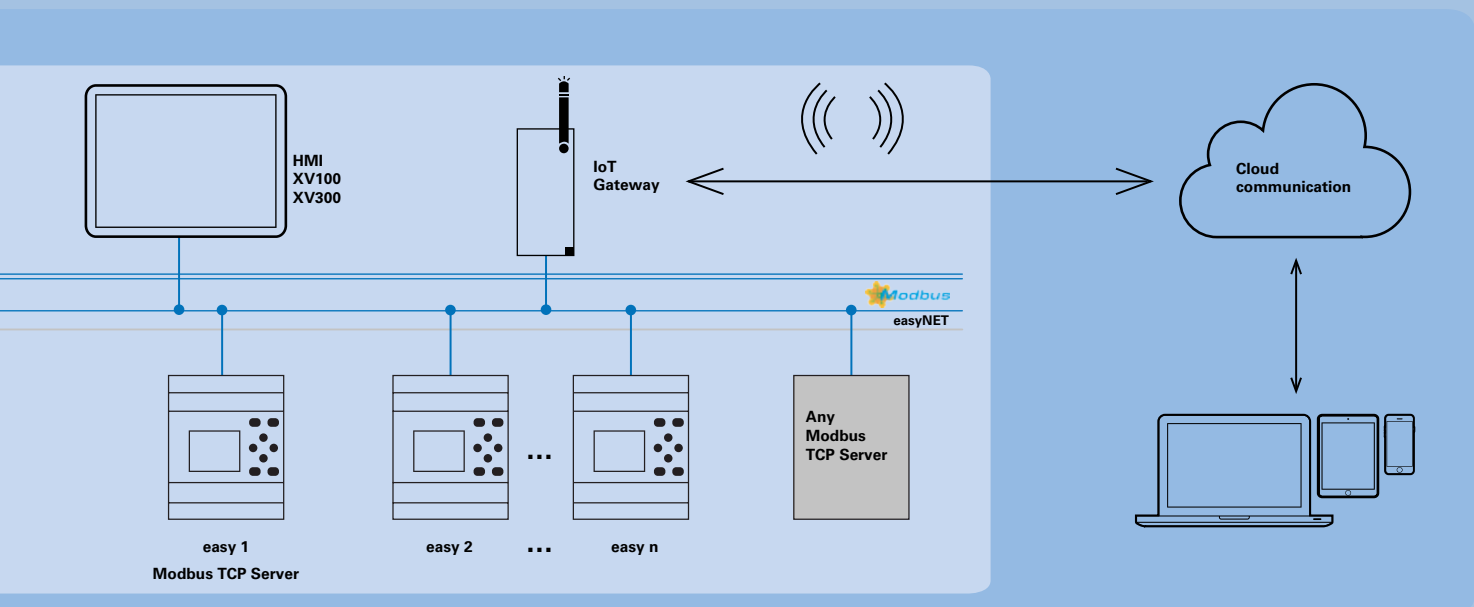 HMI
XV100
XV300
IoT
Gateway
Cloud
communication
Modbus
easyNET
Any
Modbus
TCP Server
...
easy 1
easy 2
...
easy n
Modbus TCP Server